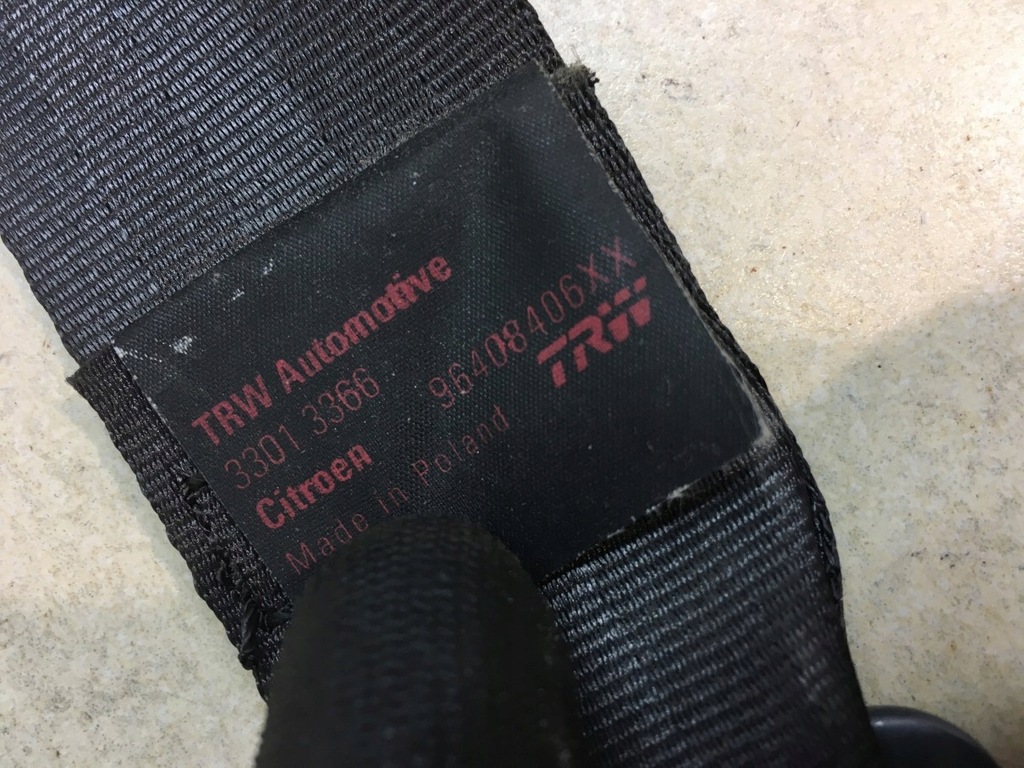 TRW Automotive
3301 3366 96408406XX
Citroen TRW
Made in Poland